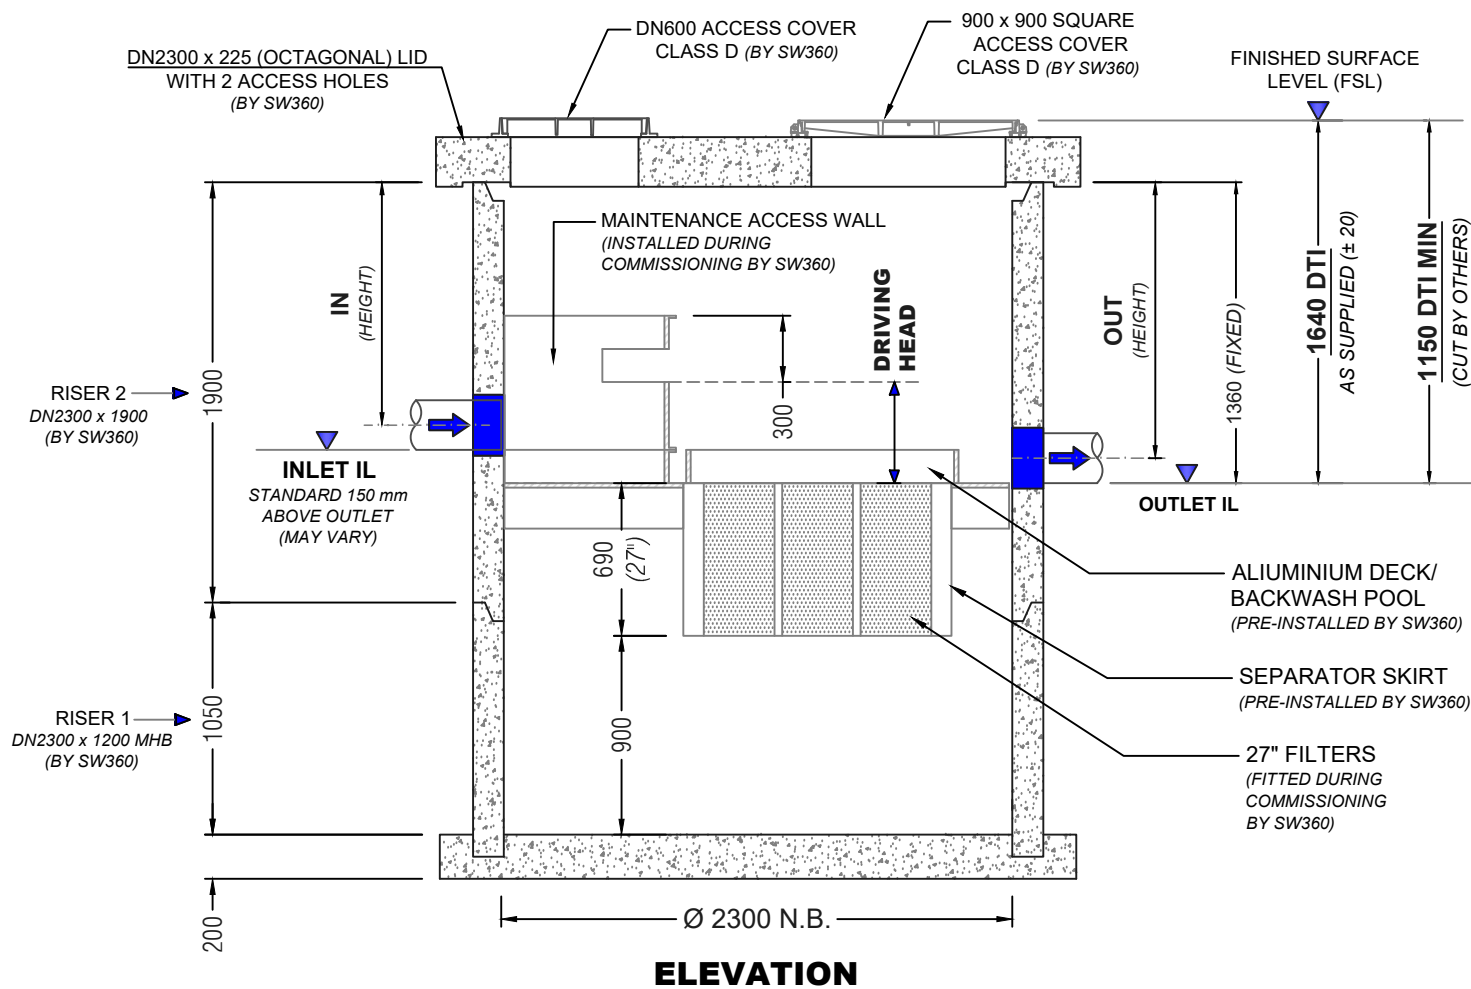 DN600 ACCESS COVER
CLASS D (BY SW360)
900 x 900 SQUARE
ACCESS COVER
CLASS D (BY SW360)
DN2300 x 225 (OCTAGONAL) LID
WITH 2 ACCESS HOLES
(BY SW360)
FINISHED SURFACE
LEVEL (FSL)
MAINTENANCE ACCESS WALL
(INSTALLED DURING
COMMISSIONING BY SW360)
IN
(HEIGHT)
DRIVING
HEAD
OUT
(HEIGHT)
1360 (FIXED)
1640 DTI
AS SUPPLIED (± 20)
1150 DTI MIN
(CUT BY OTHERS)
1900
300
RISER 2
DN2300 x 1900
(BY SW360)
INLET IL
STANDARD 150 mm
ABOVE OUTLET
(MAY VARY)
OUTLET IL
690
(27")
ALIUMINIUM DECK/
BACKWASH POOL
(PRE-INSTALLED BY SW360)
SEPARATOR SKIRT
(PRE-INSTALLED BY SW360)
RISER 1
DN2300 x 1200 MHB
(BY SW360)
1050
900
27" FILTERS
(FITTED DURING
COMMISSIONING
BY SW360)
200
Ø 2300 N.B.
ELEVATION